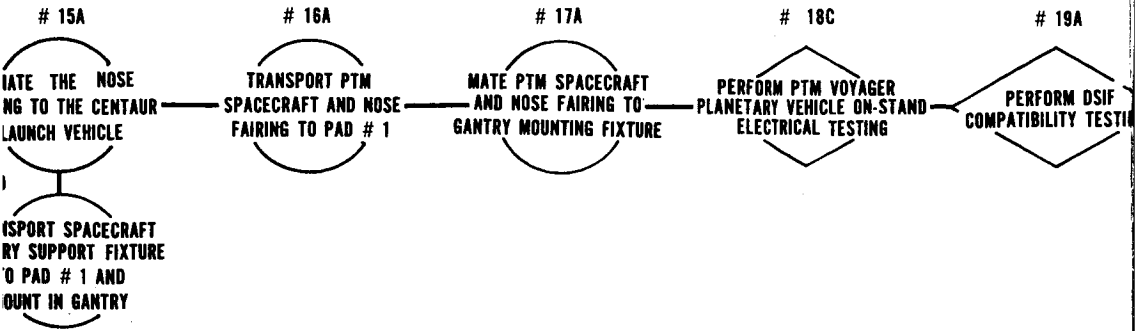 # 15A
# 16A
# 17A
# 18C
# 19A
IATE THE NOSE
NG TO THE CENTAUR
LAUNCH VEHICLE
TRANSPORT PTM
SPACECRAFT AND NOSE
FAIRING TO PAD # 1
MATE PTM SPACECRAFT
AND NOSE FAIRING TO
GANTRY MOUNTING FIXTURE
PERFORM PTM VOYAGER
PLANETARY VEHICLE ON-STAND
ELECTRICAL TESTING
PERFORM DSIF
COMPATIBILITY TESTI
SPORT SPACECRAFT
RY SUPPORT FIXTURE
O PAD # 1 AND
OUNT IN GANTRY